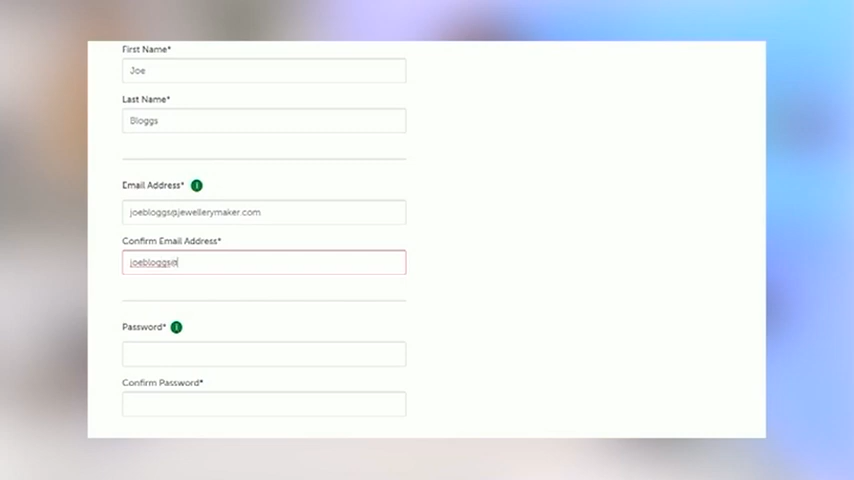 First Name*
Joe
Last Name*
Bloggs
Email Address* i
joebloggs@jewellerymaker.com
Confirm Email Address*
joebloggs@
Password* i
Confirm Password*